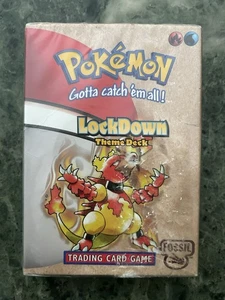 POKéMON
Gotta catch 'em all!
LockDown
Theme Deck
FOSSIL
TRADING CARD GAME